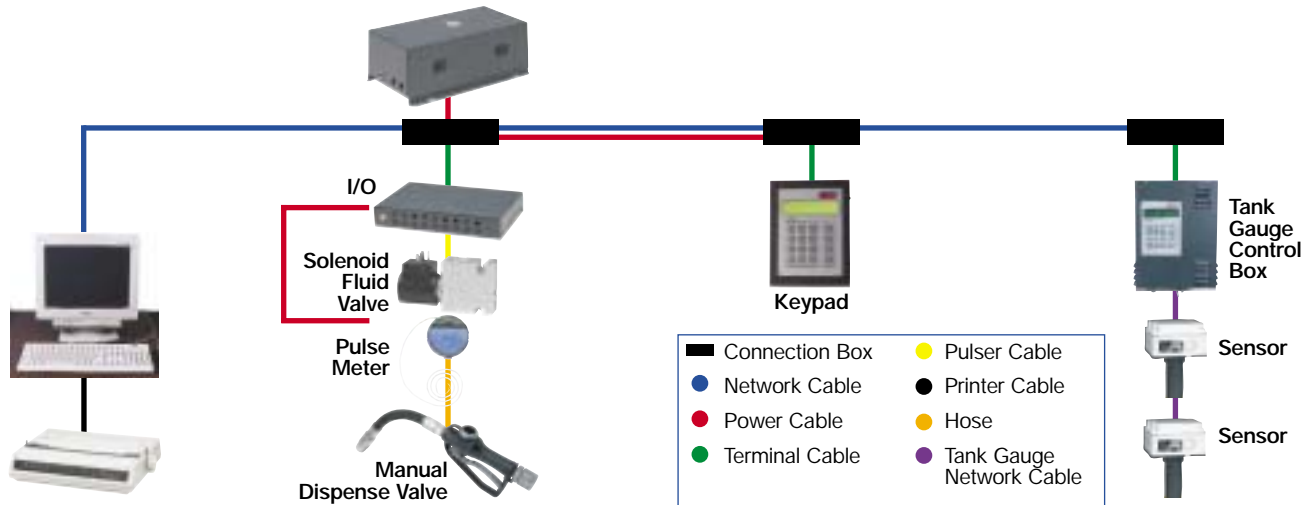 I/O
Solenoid
Fluid
Valve
Pulse
Meter
Manual
Dispense Valve
Keypad
Tank
Gauge
Control
Box
Sensor
Sensor
Connection Box
Network Cable
Power Cable
Terminal Cable
Pulser Cable
Printer Cable
Hose
Tank Gauge
Network Cable